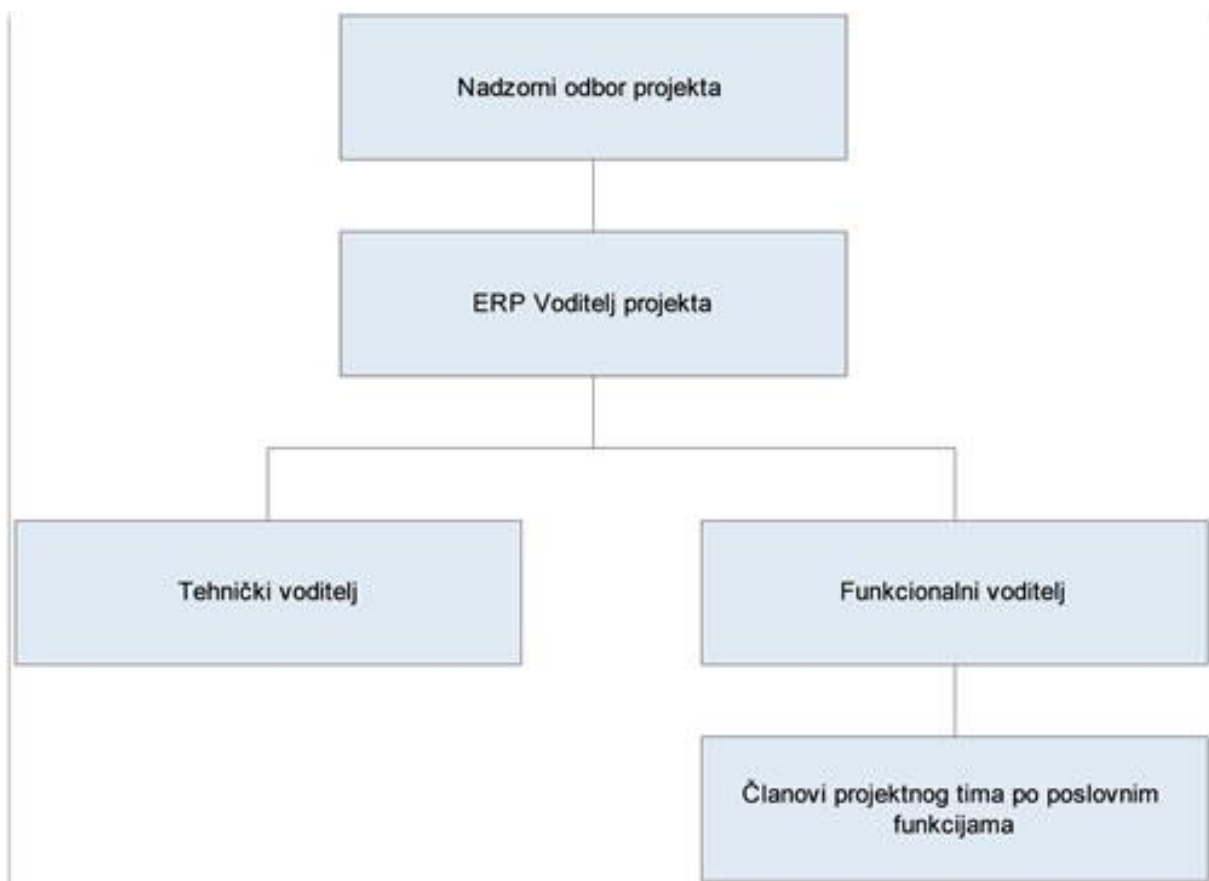 Nadzorni odbor projekta
ERP Voditelj projekta
Tehnički voditelj
Funkcionalni voditelj
Članovi projektnog tima po poslovnim
funkcijama